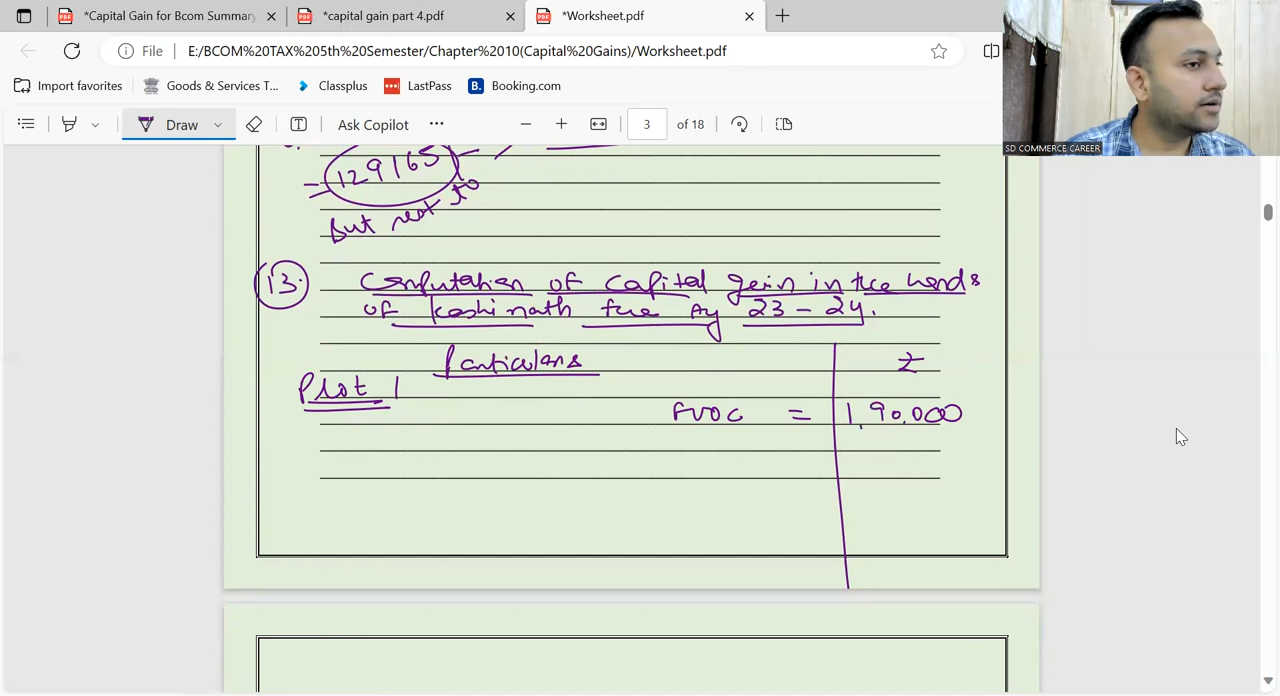 *Capital Gain for Bcom Summary
*capital gain part 4.pdf
*Worksheet.pdf
File E:/BCOM%20TAX%205th%20Semester/Chapter%2010(Capital%20Gains)/Worksheet.pdf
Import favorites Goods & Services T... Classplus LastPass Booking.com
Draw Ask Copilot 3 of 18
SD COMMERCE CAREER
129165
But not to
13. Computation of capital gain in the hands
of Kashinath for Ay 23-24.
Particulars ₹
Plot 1
FVOC = 1,90,000